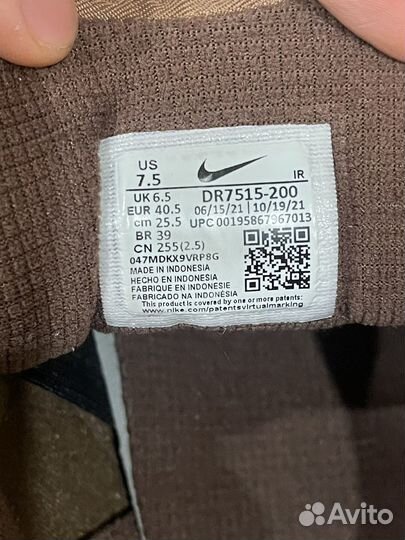 US
7.5
IR
UK 6.5 DR7515-200
EUR 40.5 06/15/21 | 10/19/21
cm 25.5 UPC 00195867967013
BR 39
CN 255(2.5)
047MDKX9VRP8G
MADE IN INDONESIA
HECHO EN INDONESIA
FABRIQUE EN INDONESIE
FABRICADO NA INDONÉSIA
This product is covered by one or more patents:
www.nike.com/patentsvirtualmarking
Avito